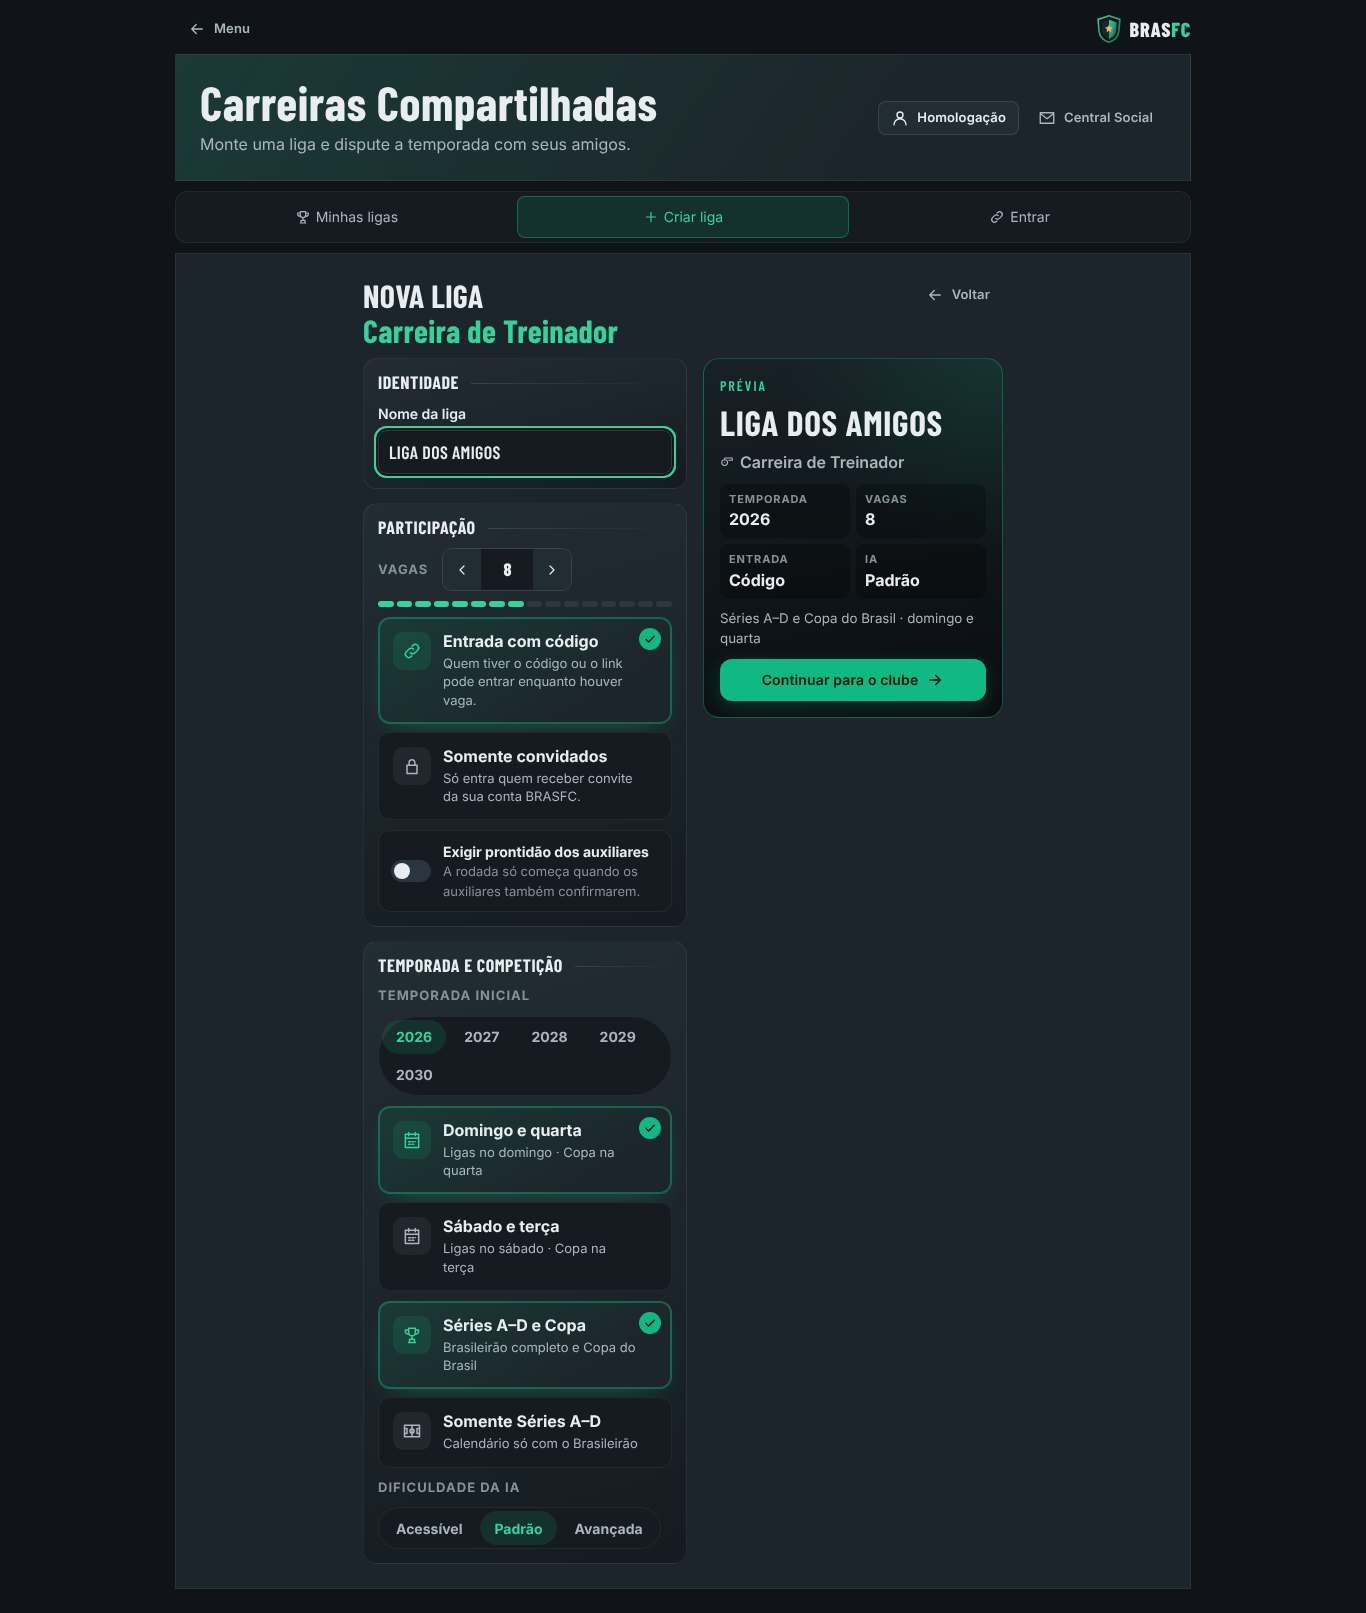 Menu
BRASFC
Carreiras Compartilhadas
Monte uma liga e dispute a temporada com seus amigos.
Homologação
Central Social
Minhas ligas
Criar liga
Entrar
NOVA LIGA
Carreira de Treinador
Voltar
IDENTIDADE
Nome da liga
LIGA DOS AMIGOS
PARTICIPAÇÃO
VAGAS
8
Entrada com código
Quem tiver o código ou o link
pode entrar enquanto houver
vaga.
Somente convidados
Só entra quem receber convite
da sua conta BRASFC.
Exigir prontidão dos auxiliares
A rodada só começa quando os
auxiliares também confirmarem.
TEMPORADA E COMPETIÇÃO
TEMPORADA INICIAL
2026 2027 2028 2029
2030
Domingo e quarta
Ligas no domingo · Copa na
quarta
Sábado e terça
Ligas no sábado · Copa na
terça
Séries A–D e Copa
Brasileirão completo e Copa do
Brasil
Somente Séries A–D
Calendário só com o Brasileirão
DIFICULDADE DA IA
Acessível Padrão Avançada
PRÉVIA
LIGA DOS AMIGOS
Carreira de Treinador
TEMPORADA
2026
VAGAS
8
ENTRADA
Código
IA
Padrão
Séries A–D e Copa do Brasil · domingo e
quarta
Continuar para o clube